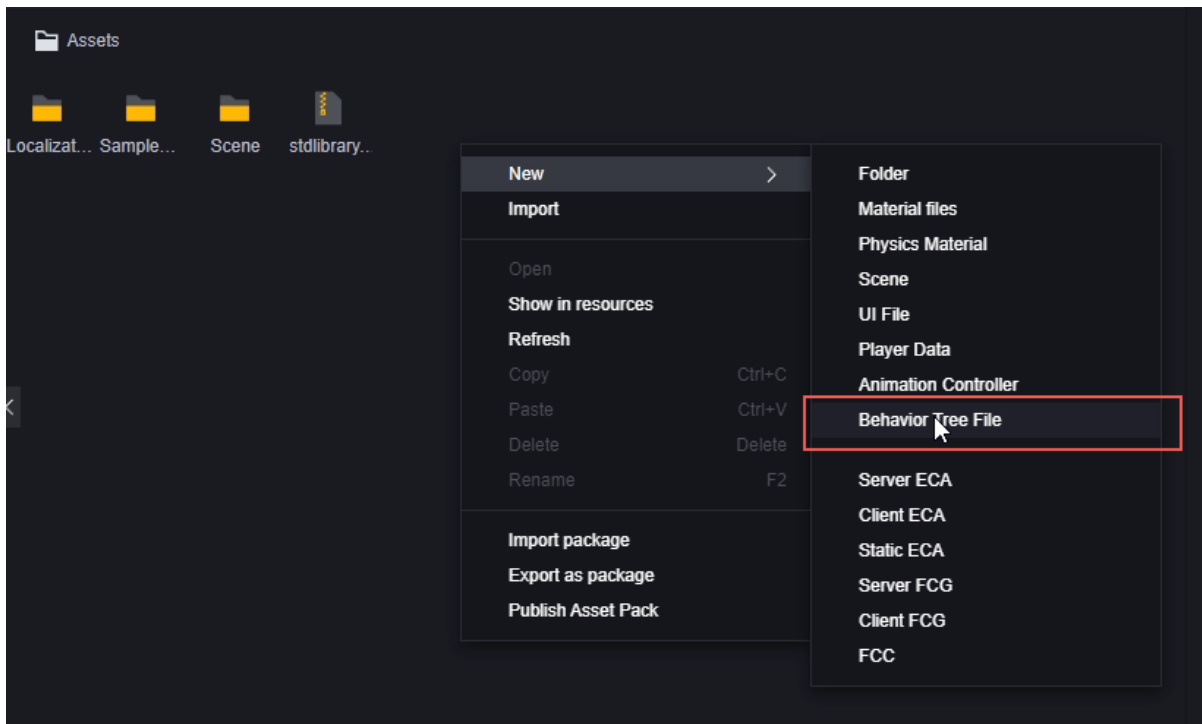 Assets
Localizat... Sample... Scene stdlibrary...
New
Import
Open
Show in resources
Refresh
Copy Ctrl+C
Paste Ctrl+V
Delete Delete
Rename F2
Import package
Export as package
Publish Asset Pack
Folder
Material files
Physics Material
Scene
UI File
Player Data
Animation Controller
Behavior Tree File
Server ECA
Client ECA
Static ECA
Server FCG
Client FCG
FCC